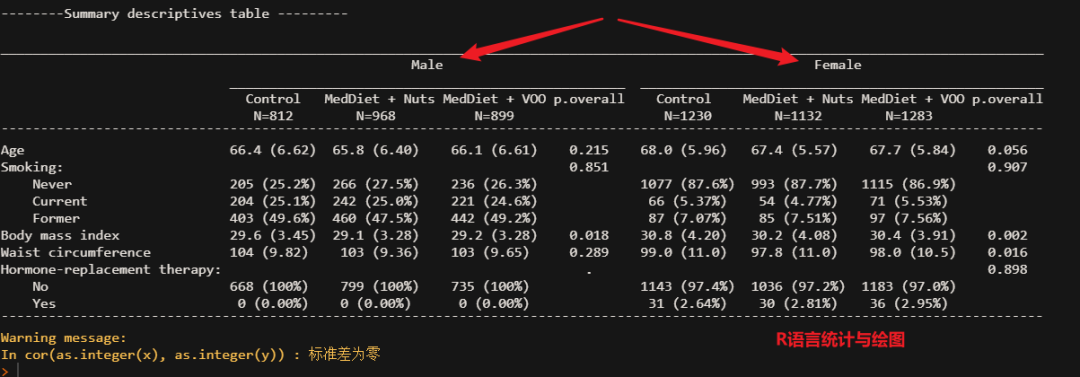 --------Summary descriptives table ---------
Male Female
Control MedDiet + Nuts MedDiet + VOO p.overall Control MedDiet + Nuts MedDiet + VOO p.overall
N=812 N=968 N=899 N=1230 N=1132 N=1283
Age 66.4 (6.62) 65.8 (6.40) 66.1 (6.61) 0.215 68.0 (5.96) 67.4 (5.57) 67.7 (5.84) 0.056
Smoking: 0.851 0.907
Never 205 (25.2%) 266 (27.5%) 236 (26.3%) 1077 (87.6%) 993 (87.7%) 1115 (86.9%)
Current 204 (25.1%) 242 (25.0%) 221 (24.6%) 66 (5.37%) 54 (4.77%) 71 (5.53%)
Former 403 (49.6%) 460 (47.5%) 442 (49.2%) 87 (7.07%) 85 (7.51%) 97 (7.56%)
Body mass index 29.6 (3.45) 29.1 (3.28) 29.2 (3.28) 0.018 30.8 (4.20) 30.2 (4.08) 30.4 (3.91) 0.002
Waist circumference 104 (9.82) 103 (9.36) 103 (9.65) 0.289 99.0 (11.0) 97.8 (11.0) 98.0 (10.5) 0.016
Hormone-replacement therapy: . 0.898
No 668 (100%) 799 (100%) 735 (100%) 1143 (97.4%) 1036 (97.2%) 1183 (97.0%)
Yes 0 (0.00%) 0 (0.00%) 0 (0.00%) 31 (2.64%) 30 (2.81%) 36 (2.95%)
Warning message:
In cor(as.integer(x), as.integer(y)) : 标准差为零
>
R语言统计与绘图